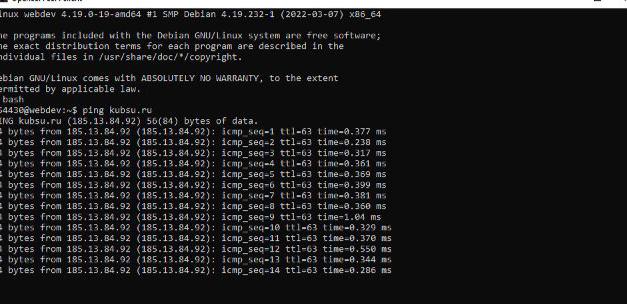 inux webdev 4.19.0-19-amd64 #1 SMP Debian 4.19.232-1 (2022-03-07) x86_64
he programs included with the Debian GNU/Linux system are free software;
he exact distribution terms for each program are described in the
ndividual files in /usr/share/doc/*/copyright.
ebian GNU/Linux comes with ABSOLUTELY NO WARRANTY, to the extent
ermitted by applicable law.
bash
54430@webdev:~$ ping kubsu.ru
ING kubsu.ru (185.13.84.92) 56(84) bytes of data.
4 bytes from 185.13.84.92 (185.13.84.92): icmp_seq=1 ttl=63 time=0.377 ms
4 bytes from 185.13.84.92 (185.13.84.92): icmp_seq=2 ttl=63 time=0.238 ms
4 bytes from 185.13.84.92 (185.13.84.92): icmp_seq=3 ttl=63 time=0.317 ms
4 bytes from 185.13.84.92 (185.13.84.92): icmp_seq=4 ttl=63 time=0.361 ms
4 bytes from 185.13.84.92 (185.13.84.92): icmp_seq=5 ttl=63 time=0.369 ms
4 bytes from 185.13.84.92 (185.13.84.92): icmp_seq=6 ttl=63 time=0.399 ms
4 bytes from 185.13.84.92 (185.13.84.92): icmp_seq=7 ttl=63 time=0.381 ms
4 bytes from 185.13.84.92 (185.13.84.92): icmp_seq=8 ttl=63 time=0.360 ms
4 bytes from 185.13.84.92 (185.13.84.92): icmp_seq=9 ttl=63 time=1.04 ms
4 bytes from 185.13.84.92 (185.13.84.92): icmp_seq=10 ttl=63 time=0.329 ms
4 bytes from 185.13.84.92 (185.13.84.92): icmp_seq=11 ttl=63 time=0.370 ms
4 bytes from 185.13.84.92 (185.13.84.92): icmp_seq=12 ttl=63 time=0.550 ms
4 bytes from 185.13.84.92 (185.13.84.92): icmp_seq=13 ttl=63 time=0.344 ms
4 bytes from 185.13.84.92 (185.13.84.92): icmp_seq=14 ttl=63 time=0.286 ms